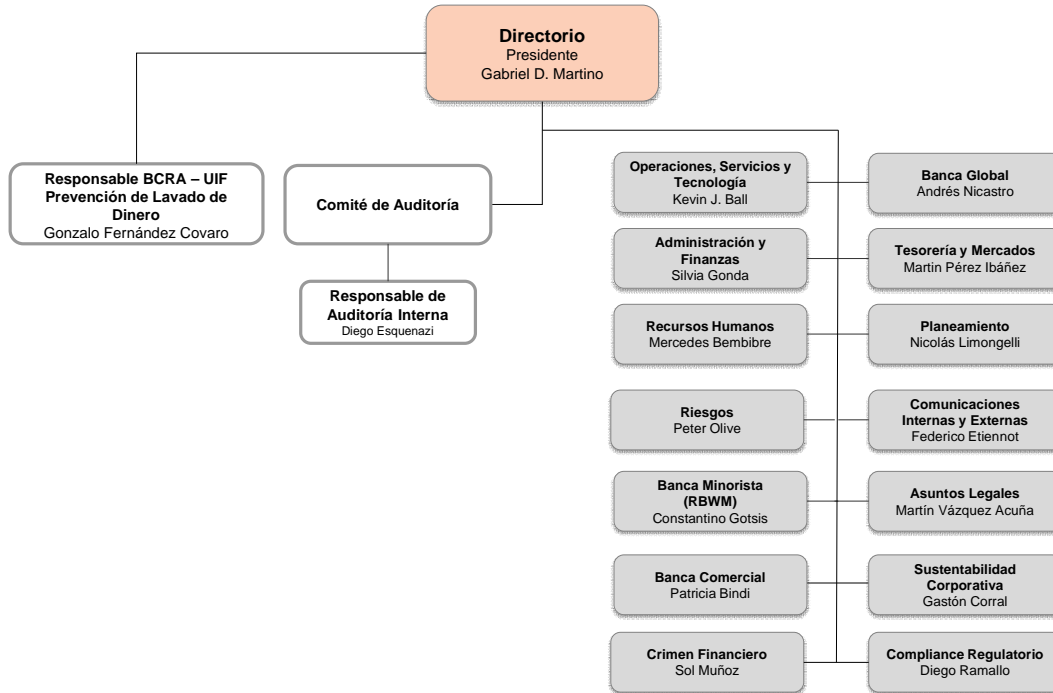 Directorio
Presidente
Gabriel D. Martino
Responsable BCRA – UIF
Prevención de Lavado de
Dinero
Gonzalo Fernández Covaro
Comité de Auditoría
Responsable de
Auditoría Interna
Diego Esquenazi
Operaciones, Servicios y
Tecnología
Kevin J. Ball
Banca Global
Andrés Nicastro
Administración y
Finanzas
Silvia Gonda
Tesorería y Mercados
Martin Pérez Ibáñez
Recursos Humanos
Mercedes Bembibre
Planeamiento
Nicolás Limongelli
Riesgos
Peter Olive
Comunicaciones
Internas y Externas
Federico Etiennot
Banca Minorista
(RBWM)
Constantino Gotsis
Asuntos Legales
Martín Vázquez Acuña
Banca Comercial
Patricia Bindi
Sustentabilidad
Corporativa
Gastón Corral
Crimen Financiero
Sol Muñoz
Compliance Regulatorio
Diego Ramallo